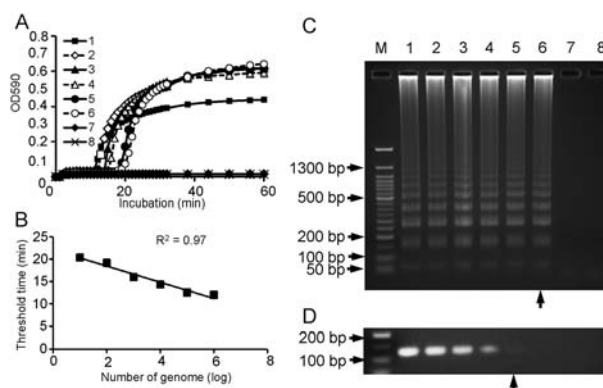 A
0.8
0.7
0.6
0.5
0.4
0.3
0.2
0.1
0
OD590
1
2
3
4
5
6
7
8
0 20 40 60
Incubation (min)
B
R² = 0.97
25
20
15
10
5
0
Threshold time (min)
0 2 4 6 8
Number of genome (log)
C
M 1 2 3 4 5 6 7 8
1300 bp
500 bp
200 bp
100 bp
50 bp
D
200 bp
100 bp